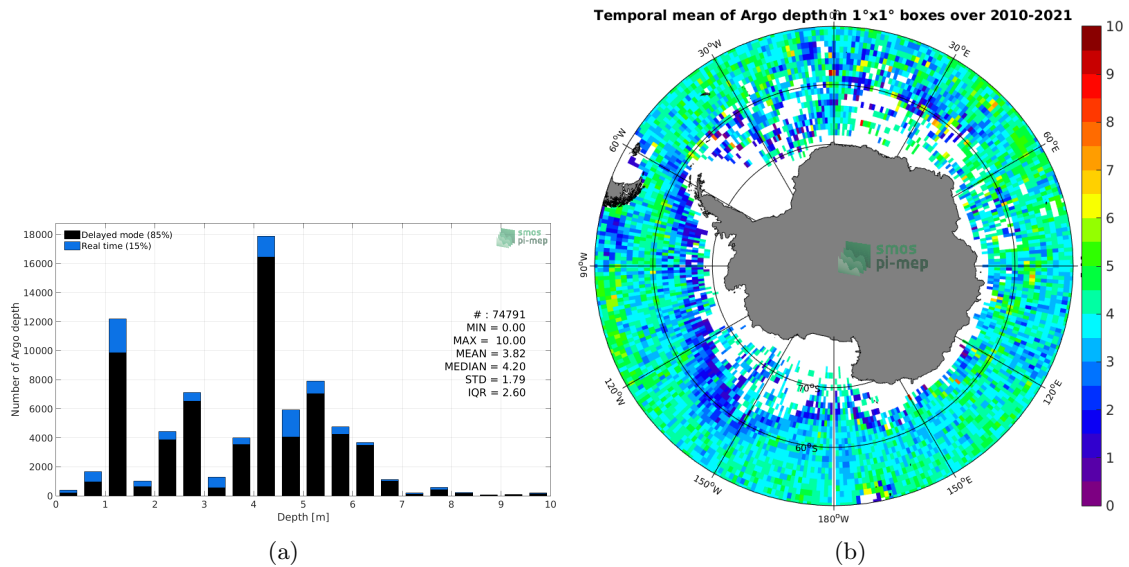 Delayed mode (85%)
Real time (15%)
smos
pi-mep
18000
16000
14000
12000
10000
8000
6000
4000
2000
0
Number of Argo depth
# : 74791
MIN = 0.00
MAX = 10.00
MEAN = 3.82
MEDIAN = 4.20
STD = 1.79
IQR = 2.60
0 1 2 3 4 5 6 7 8 9 10
Depth [m]
(a)
Temporal mean of Argo depth in 1°x1° boxes over 2010-2021
0°
30°W
30°E
60°W
60°E
90°W
120°W
120°E
150°W
150°E
180°W
70°S
60°S
smos
pi-mep
10
9
8
7
6
5
4
3
2
1
0
(b)